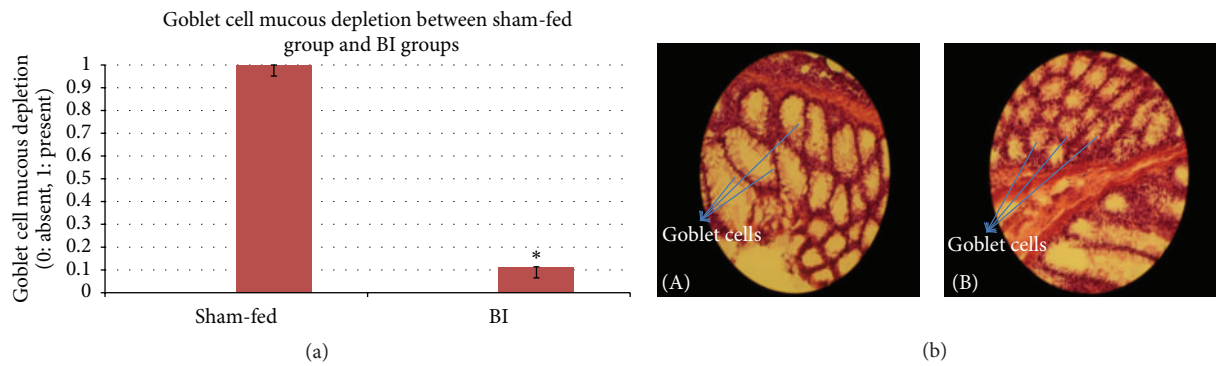 Goblet cell mucous depletion between sham-fed
group and BI groups
Goblet cell mucous depletion
(0: absent, 1: present)
1
0.9
0.8
0.7
0.6
0.5
0.4
0.3
0.2
0.1
0
*
Sham-fed
BI
(a)
Goblet cells
(A)
Goblet cells
(B)
(b)